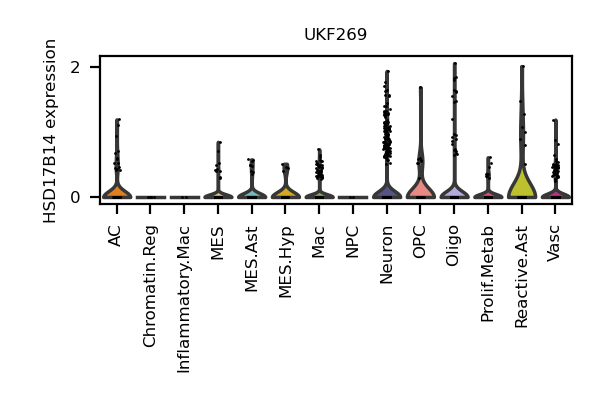 UKF269
HSD17B14 expression
2
0
AC
Chromatin.Reg
Inflammatory.Mac
MES
MES.Ast
MES.Hyp
Mac
NPC
Neuron
OPC
Oligo
Prolif.Metab
Reactive.Ast
Vasc